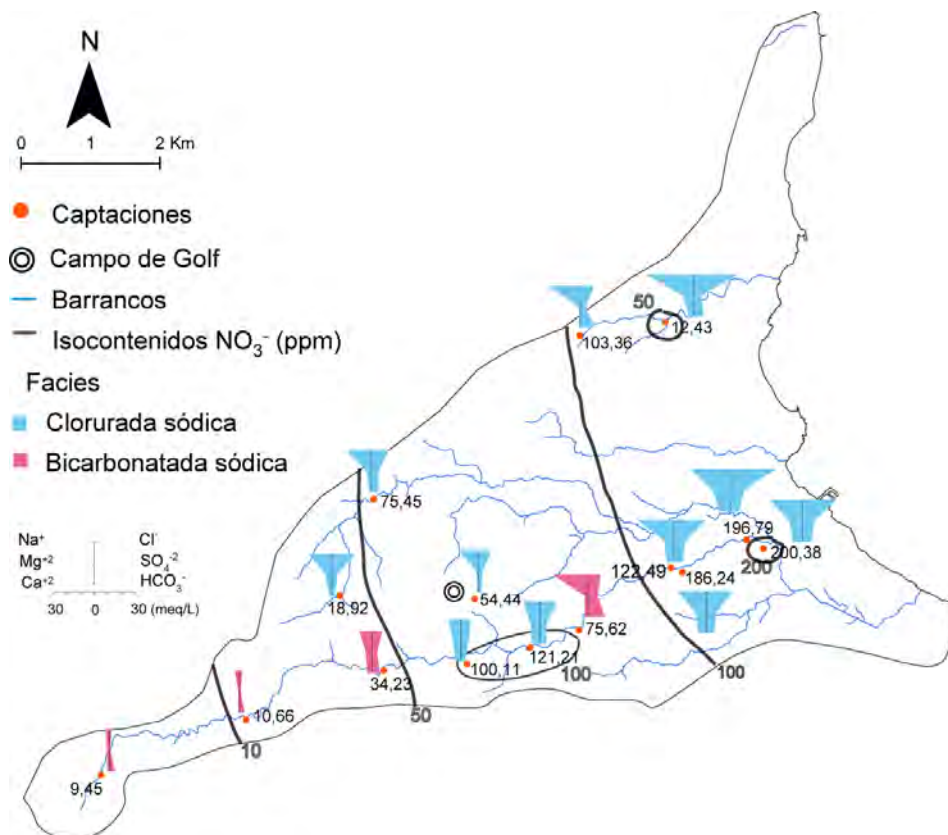 N
0 1 2 Km
Captaciones
Campo de Golf
Barrancos
Isocontenidos NO₃⁻ (ppm)
Facies
Clorurada sódica
Bicarbonatada sódica
Na⁺ Cl⁻
Mg⁺² SO₄⁻²
Ca⁺² HCO₃⁻
30 0 30 (meq/L)
50
12,43
103,36
75,45
196,79
200,38
200
122,49
186,24
18,92
54,44
75,62
121,21
100,11
100
100
34,23
50
10,66
10
9,45